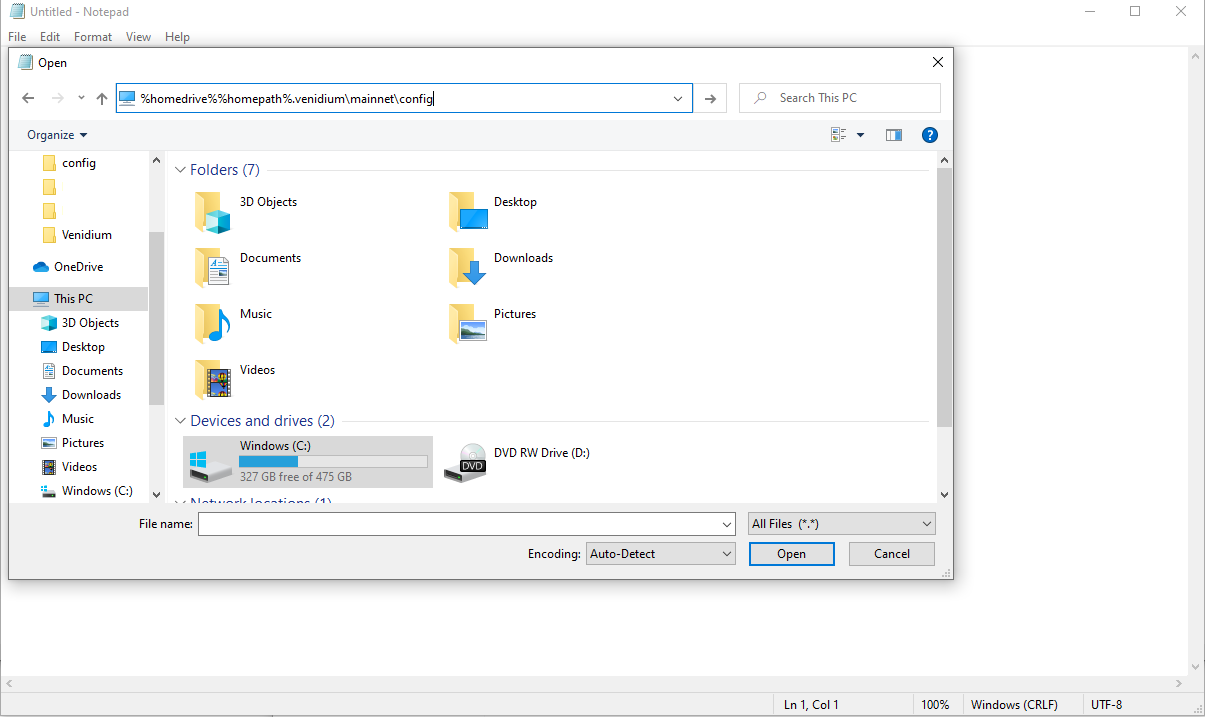 Untitled - Notepad
File Edit Format View Help
Open
%homedrive%%homepath%.venidium\mainnet\config
Search This PC
Organize
?
config
Venidium
OneDrive
This PC
3D Objects
Desktop
Documents
Downloads
Music
Pictures
Videos
Windows (C:)
Folders (7)
3D Objects
Desktop
Documents
Downloads
Music
Pictures
Videos
Devices and drives (2)
Windows (C:)
327 GB free of 475 GB
DVD
DVD RW Drive (D:)
Network locations (1)
File name:
All Files (*.*)
Encoding: Auto-Detect
Open
Cancel
Ln 1, Col 1
100%
Windows (CRLF)
UTF-8